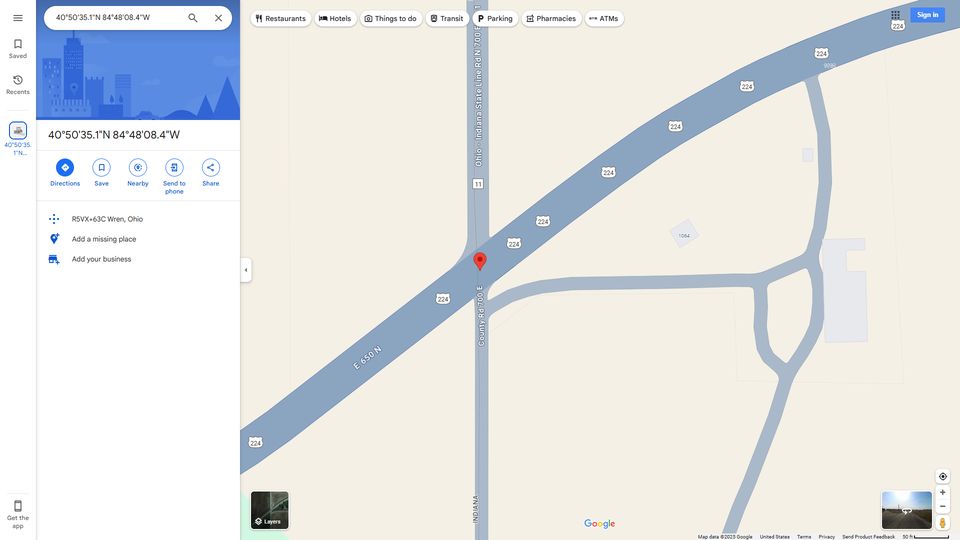 40°50'35.1"N 84°48'08.4"W
Restaurants
Hotels
Things to do
Transit
Parking
Pharmacies
ATMs
Sign in
Saved
Recents
40°50'35.
1"N...
Get the
app
40°50'35.1"N 84°48'08.4"W
Directions
Save
Nearby
Send to
phone
Share
R5VX+63C Wren, Ohio
Add a missing place
Add your business
224
224
9090
224
224
224
224
224
224
224
11
1064
Ohio - Indiana State Line Rd
County Rd 700 E
E 650 N
INDIANA
Layers
Google
Map data ©2023 Google
United States
Terms
Privacy
Send Product Feedback
50 ft